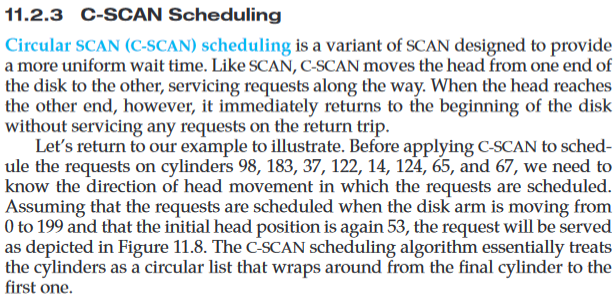 11.2.3 C-SCAN Scheduling
Circular SCAN (C-SCAN) scheduling is a variant of SCAN designed to provide
a more uniform wait time. Like SCAN, C-SCAN moves the head from one end of
the disk to the other, servicing requests along the way. When the head reaches
the other end, however, it immediately returns to the beginning of the disk
without servicing any requests on the return trip.
Let's return to our example to illustrate. Before applying C-SCAN to sched-
ule the requests on cylinders 98, 183, 37, 122, 14, 124, 65, and 67, we need to
know the direction of head movement in which the requests are scheduled.
Assuming that the requests are scheduled when the disk arm is moving from
0 to 199 and that the initial head position is again 53, the request will be served
as depicted in Figure 11.8. The C-SCAN scheduling algorithm essentially treats
the cylinders as a circular list that wraps around from the final cylinder to the
first one.